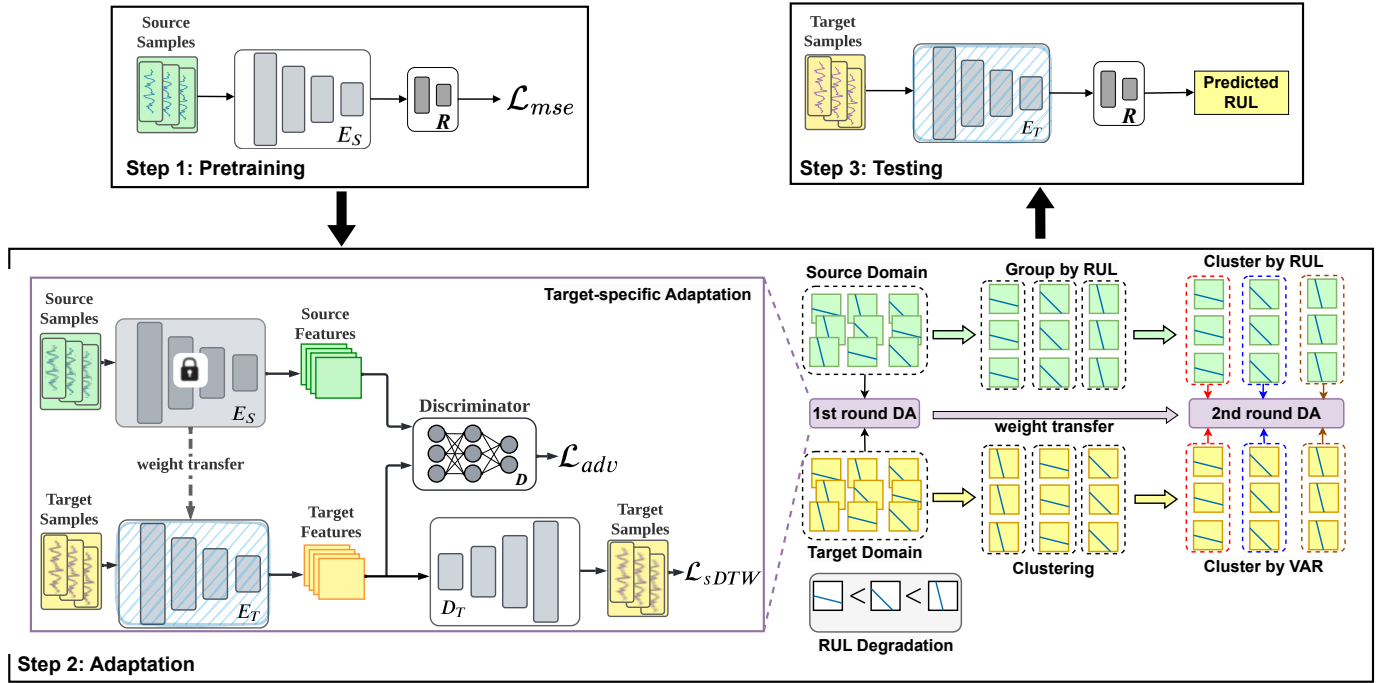 Source
Samples
E_S
R
ℒ_mse
Step 1: Pretraining
Target
Samples
E_T
R
Predicted
RUL
Step 3: Testing
Target-specific Adaptation
Source
Samples
E_S
Source
Features
weight transfer
Discriminator
D
ℒ_adv
Target
Samples
E_T
Target
Features
D_T
Target
Samples
ℒ_sDTW
Source Domain
Group by RUL
Cluster by RUL
1st round DA
weight transfer
2nd round DA
Target Domain
Clustering
Cluster by VAR
< <
RUL Degradation
Step 2: Adaptation